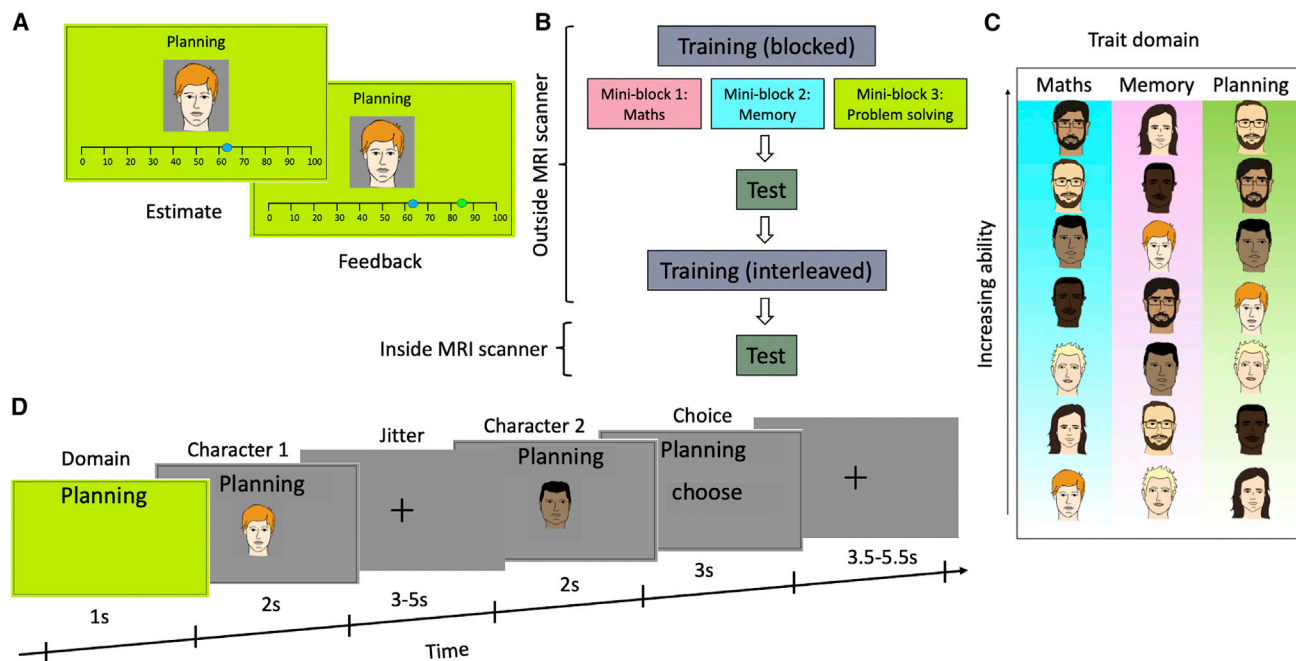 A
Planning
0 10 20 30 40 50 60 70 80 90 100
Estimate
Planning
0 10 20 30 40 50 60 70 80 90 100
Feedback
B
Outside MRI scanner
Training (blocked)
Mini-block 1:
Maths
Mini-block 2:
Memory
Mini-block 3:
Problem solving
Test
Training (interleaved)
Inside MRI scanner
Test
C
Trait domain
Maths Memory Planning
Increasing ability
D
Domain
Planning
Character 1
Planning
Jitter
+
Character 2
Planning
Choice
Planning
choose
+
1s
2s
3-5s
2s
3s
3.5-5.5s
Time